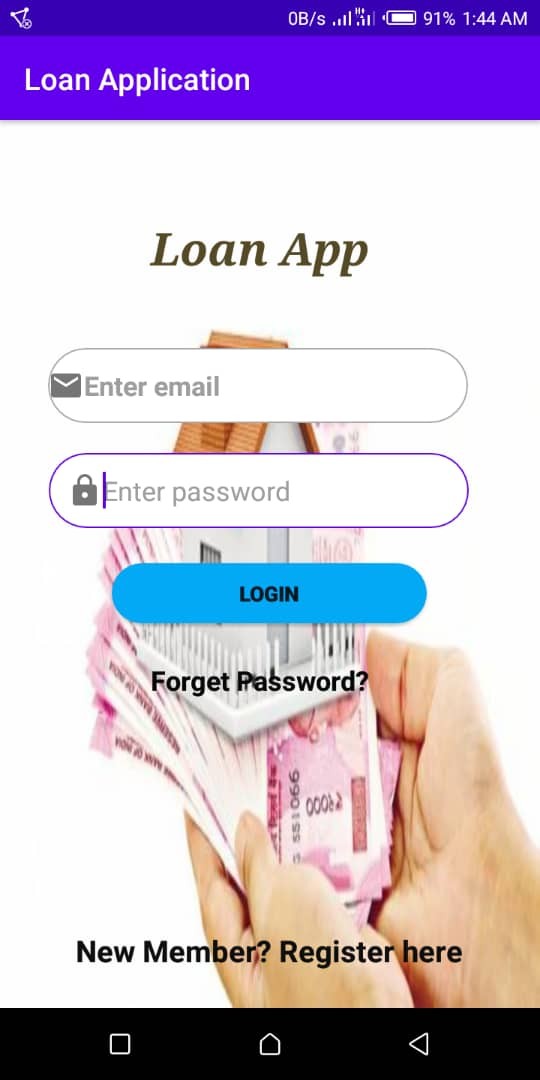 0B/s 91% 1:44 AM
Loan Application
Loan App
Enter email
Enter password
LOGIN
Forget Password?
New Member? Register here